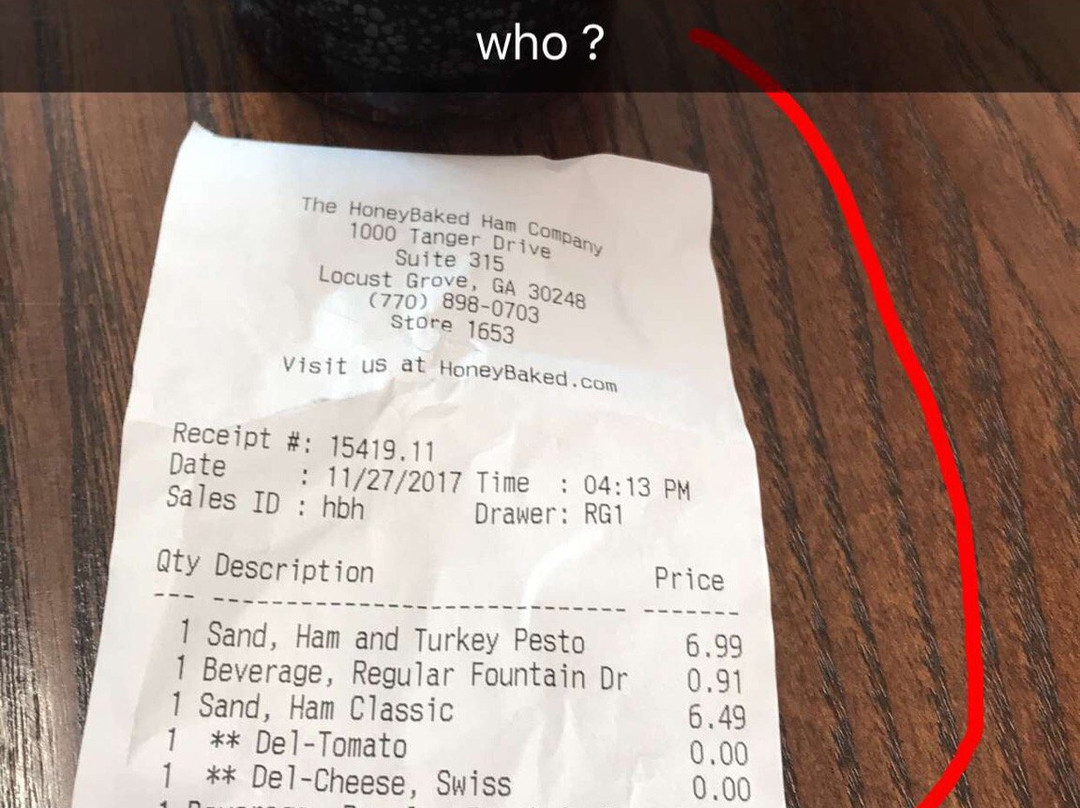 who ?
The HoneyBaked Ham Company
1000 Tanger Drive
Suite 315
Locust Grove, GA 30248
(770) 898-0703
Store 1653
Visit us at HoneyBaked.com
Receipt #: 15419.11
Date : 11/27/2017 Time : 04:13 PM
Sales ID : hbh Drawer: RG1
Qty Description Price
--- ---------------------------- -------
1 Sand, Ham and Turkey Pesto 6.99
1 Beverage, Regular Fountain Dr 0.91
1 Sand, Ham Classic 6.49
1 ** Del-Tomato 0.00
1 ** Del-Cheese, Swiss 0.00